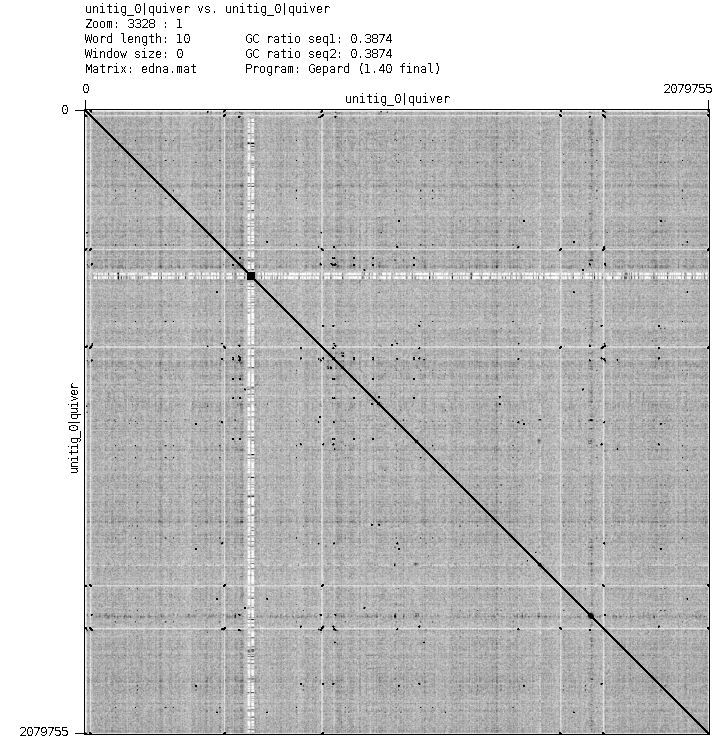 unitig_0|quiver vs. unitig_0|quiver
Zoom: 3328 : 1
Word length: 10 GC ratio seq1: 0.3874
Window size: 0 GC ratio seq2: 0.3874
Matrix: edna.mat Program: Gepard (1.40 final)
0 2079755
unitig_0|quiver
0
unitig_0|quiver
2079755